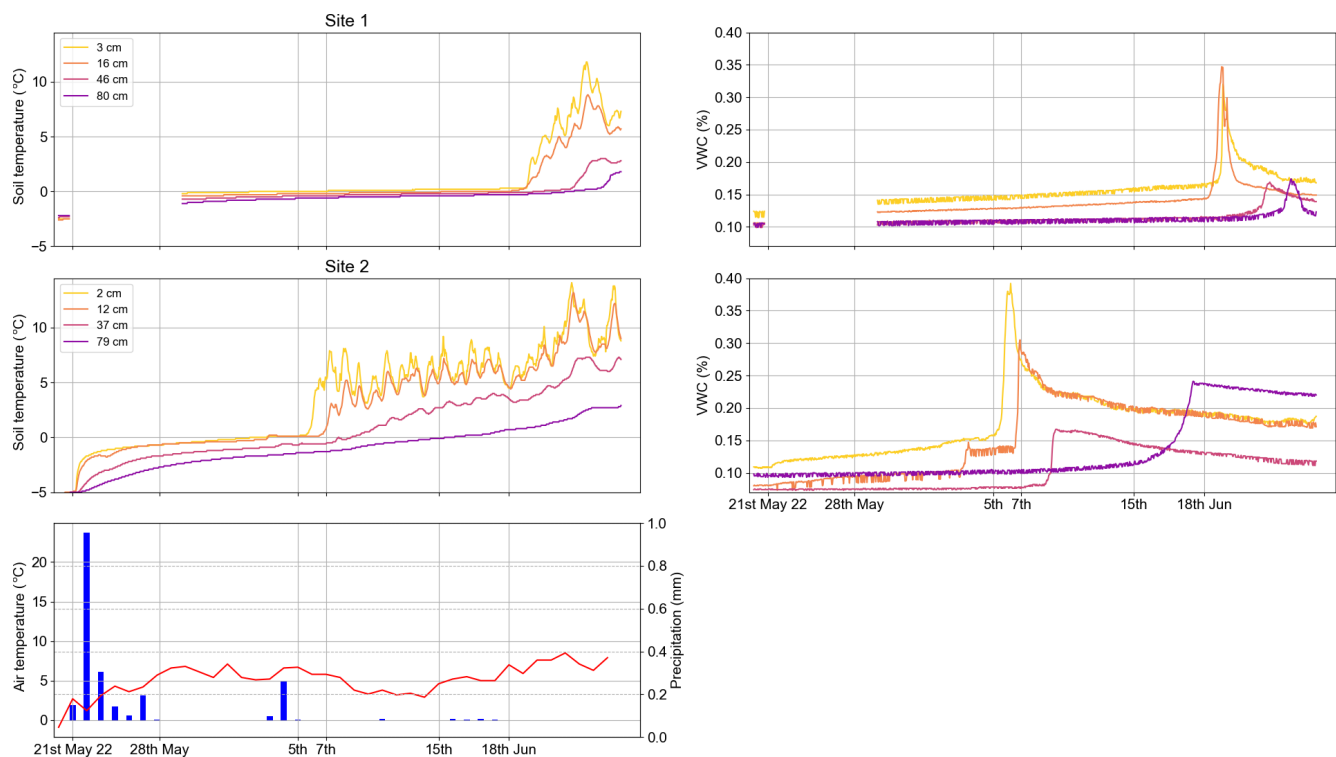 Site 1
Soil temperature (°C)
10
5
0
−5
3 cm
16 cm
46 cm
80 cm
VWC (%)
0.40
0.35
0.30
0.25
0.20
0.15
0.10
Site 2
Soil temperature (°C)
10
5
0
−5
2 cm
12 cm
37 cm
79 cm
VWC (%)
0.40
0.35
0.30
0.25
0.20
0.15
0.10
21st May 22 28th May 5th 7th 15th 18th Jun
Air temperature (°C)
20
15
10
5
0
1.0
0.8
0.6
0.4
0.2
0.0
Precipitation (mm)
21st May 22 28th May 5th 7th 15th 18th Jun